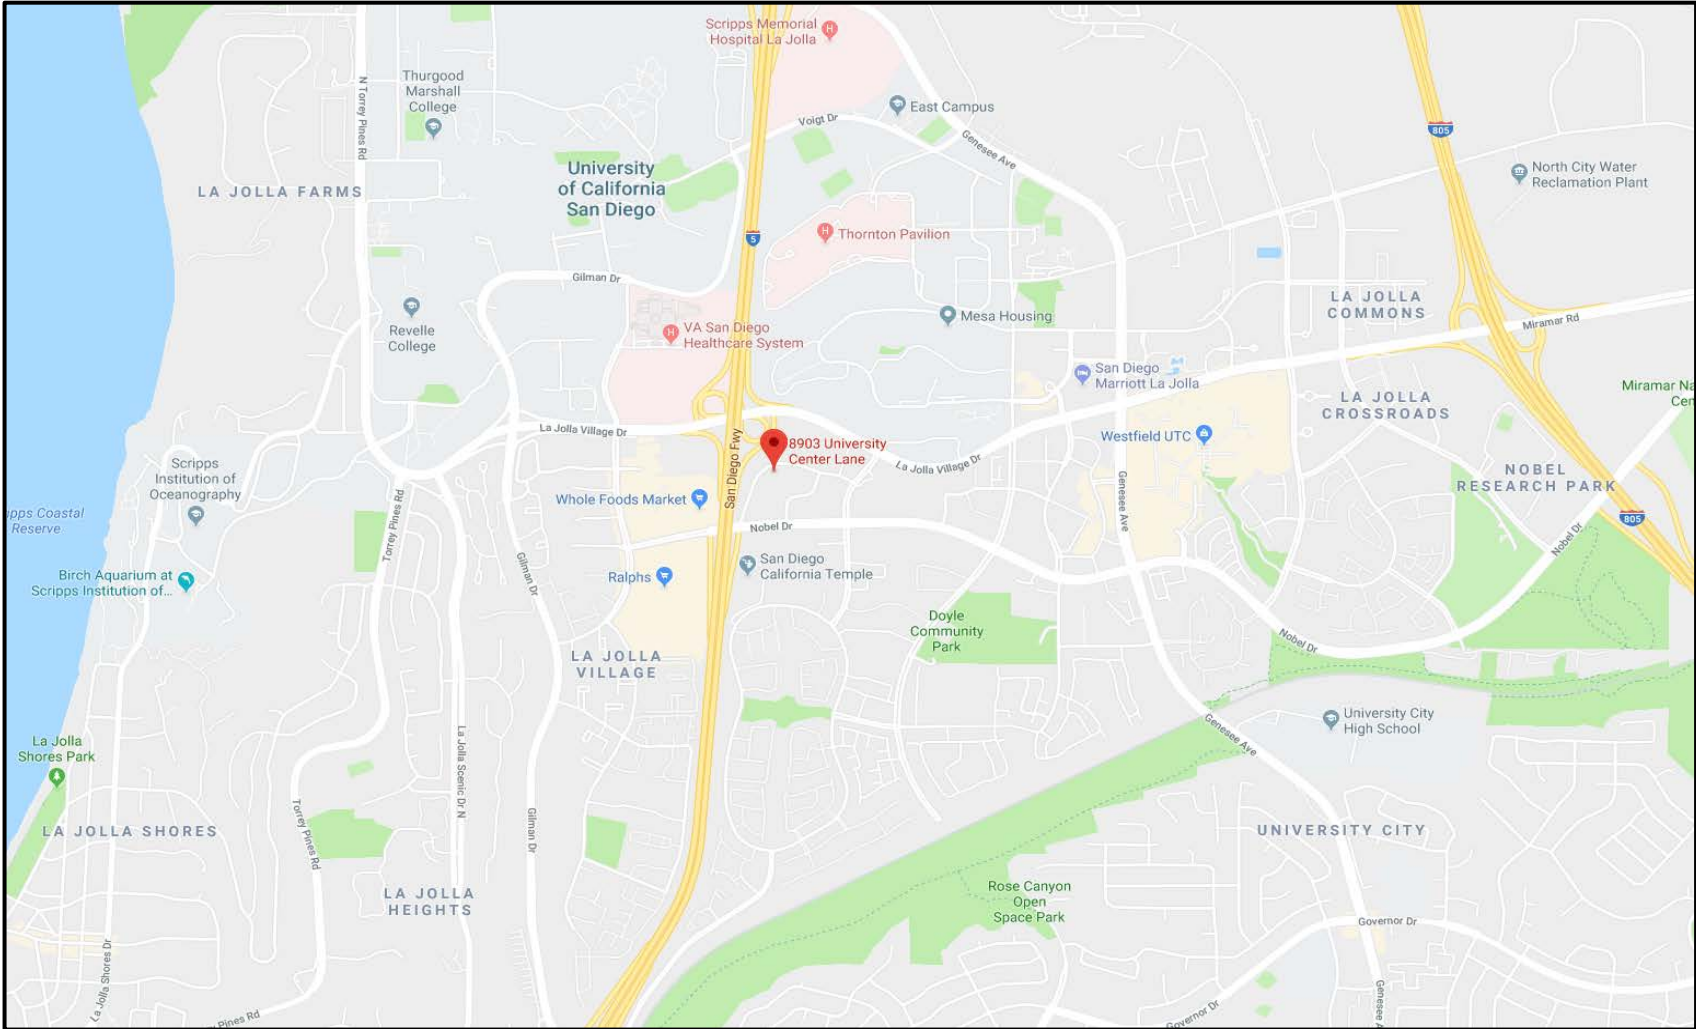 Scripps Memorial
Hospital La Jolla
Thurgood
Marshall
College
N Torrey Pines Rd
East Campus
Voigt Dr
Genesee Ave
805
North City Water
Reclamation Plant
University
of California
San Diego
LA JOLLA FARMS
Thornton Pavilion
5
Gilman Dr
LA JOLLA
COMMONS
Revelle
College
VA San Diego
Healthcare System
Mesa Housing
Miramar Rd
San Diego
Marriott La Jolla
Miramar Na
Cen
LA JOLLA
CROSSROADS
La Jolla Village Dr
8903 University
Center Lane
Westfield UTC
La Jolla Village Dr
San Diego Fwy
Scripps
Institution of
Oceanography
NOBEL
RESEARCH PARK
Whole Foods Market
Genesee Ave
ipps Coastal
Reserve
Torrey Pines Rd
Nobel Dr
805
Nobel Dr
Birch Aquarium at
Scripps Institution of...
Gilman Dr
Ralphs
San Diego
California Temple
Doyle
Community
Park
Nobel Dr
LA JOLLA
VILLAGE
La Jolla
Shores Park
La Jolla Scenic Dr N
University City
High School
Genesee Ave
LA JOLLA SHORES
Torrey Pines Rd
Gilman Dr
UNIVERSITY CITY
LA JOLLA
HEIGHTS
Rose Canyon
Open
Space Park
Governor Dr
La Jolla Shores Dr
Genesee A
Governor Dr
Pines Rd